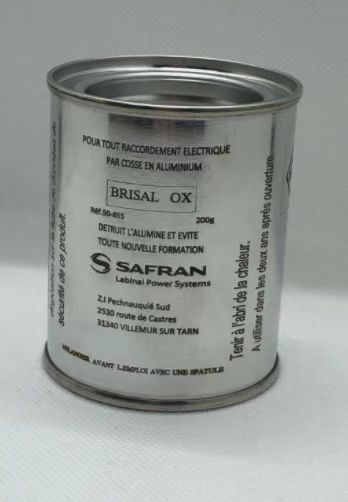 POUR TOUT RACCORDEMENT ELECTRIQUE
PAR COSSE EN ALUMINIUM
BRISAL OX
Réf.50-855
200g
DETRUIT L'ALUMINE ET EVITE
TOUTE NOUVELLE FORMATION
SAFRAN
Labinal Power Systems
Z.I Pechnauquié Sud
2530 route de Castres
31340 VILLEMUR SUR TARN
MELANGER AVANT L'EMPLOI AVEC UNE SPATULE
Tenir à l'abri de la chaleur.
A utiliser dans les deux ans après ouverture.
sécurité de ce produit.